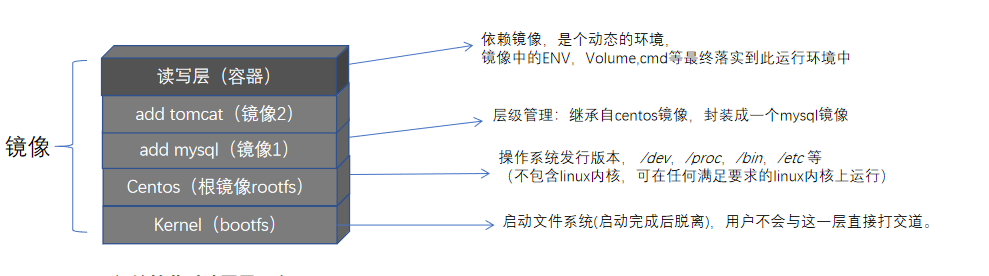 依赖镜像，是个动态的环境，
镜像中的ENV，Volume,cmd等最终落实到此运行环境中
读写层（容器）
add tomcat（镜像2）
层级管理：继承自centos镜像，封装成一个mysql镜像
镜像
add mysql（镜像1）
操作系统发行版本， /dev，/proc，/bin，/etc 等
（不包含linux内核，可在任何满足要求的linux内核上运行）
Centos（根镜像rootfs）
Kernel（bootfs）
启动文件系统(启动完成后脱离)，用户不会与这一层直接打交道。